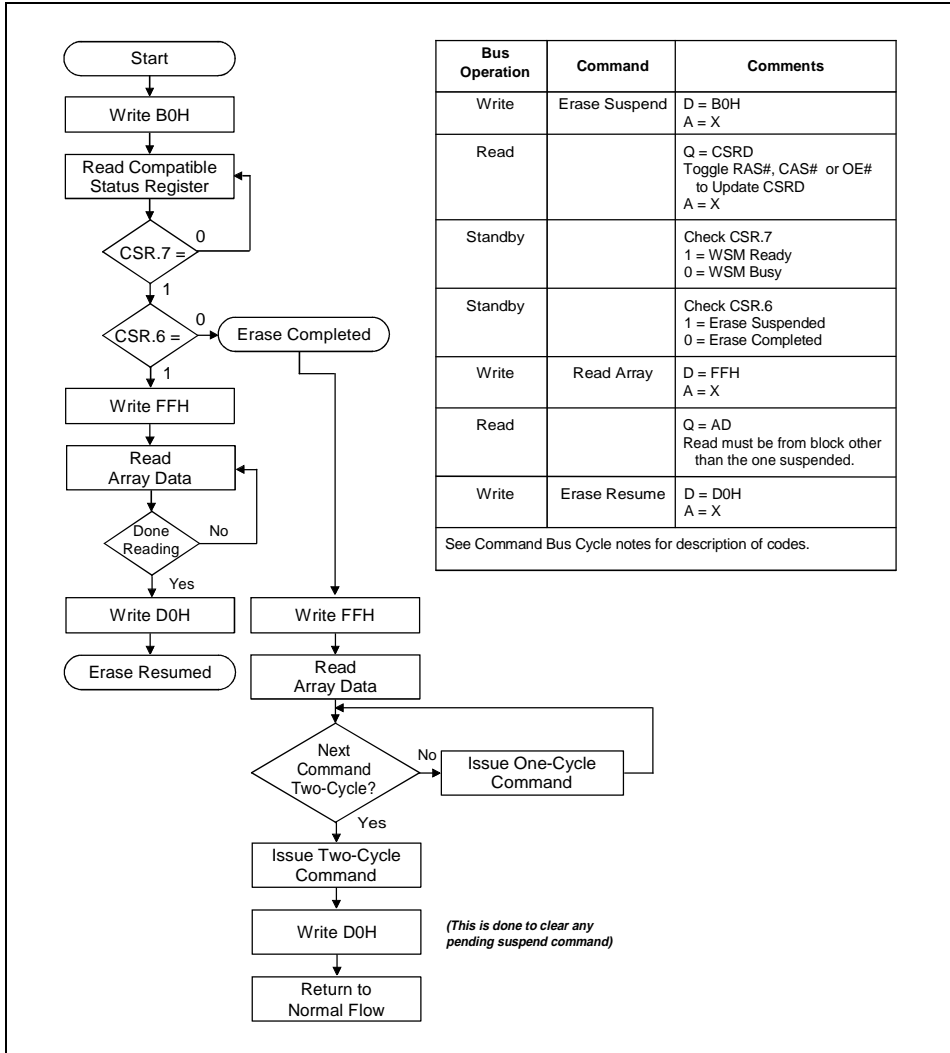 Start
Write B0H
Read Compatible
Status Register
0
CSR.7 =
1
0
CSR.6 =
Erase Completed
1
Write FFH
Read
Array Data
Done
Reading
No
Yes
Write D0H
Erase Resumed
Write FFH
Read
Array Data
Next
Command
Two-Cycle?
No
Issue One-Cycle
Command
Yes
Issue Two-Cycle
Command
Write D0H
(This is done to clear any
pending suspend command)
Return to
Normal Flow
Bus
Operation
Command
Comments
Write
Erase Suspend
D = B0H
A = X
Read
Q = CSRD
Toggle RAS#, CAS# or OE#
to Update CSRD
A = X
Standby
Check CSR.7
1 = WSM Ready
0 = WSM Busy
Standby
Check CSR.6
1 = Erase Suspended
0 = Erase Completed
Write
Read Array
D = FFH
A = X
Read
Q = AD
Read must be from block other
than the one suspended.
Write
Erase Resume
D = D0H
A = X
See Command Bus Cycle notes for description of codes.